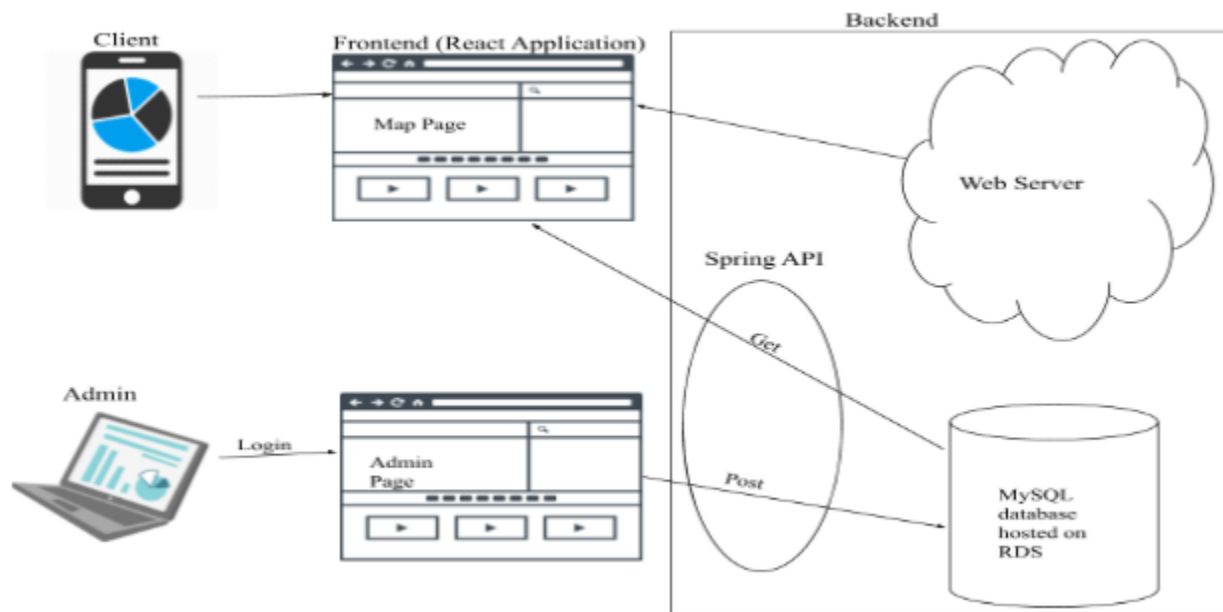 Backend
Client
Frontend (React Application)
Map Page
Web Server
Spring API
Get
Admin
Login
Admin
Page
Post
MySQL
database
hosted on
RDS